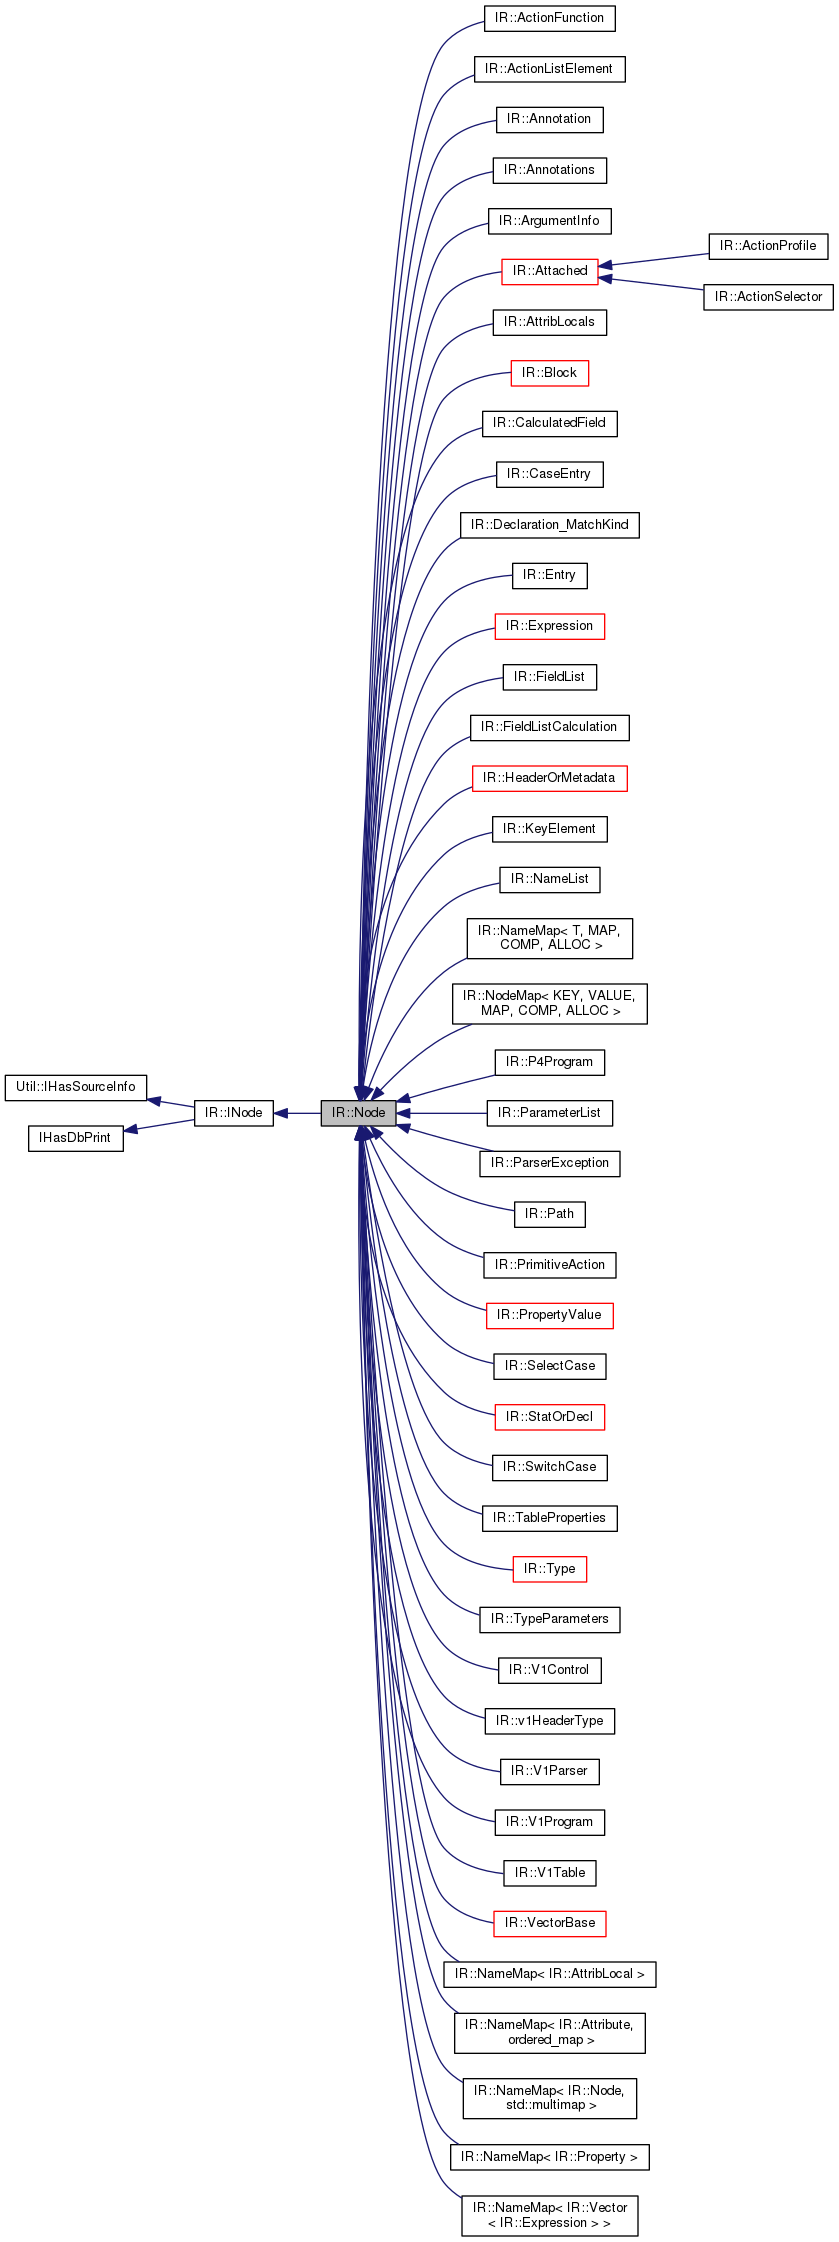 IR::ActionFunction
IR::ActionListElement
IR::Annotation
IR::Annotations
IR::ArgumentInfo
IR::ActionProfile
IR::Attached
IR::ActionSelector
IR::AttribLocals
IR::Block
IR::CalculatedField
IR::CaseEntry
IR::Declaration_MatchKind
IR::Entry
IR::Expression
IR::FieldList
IR::FieldListCalculation
IR::HeaderOrMetadata
IR::KeyElement
IR::NameList
IR::NameMap< T, MAP,
COMP, ALLOC >
IR::NodeMap< KEY, VALUE,
MAP, COMP, ALLOC >
IR::P4Program
Util::IHasSourceInfo
IR::INode
IR::Node
IR::ParameterList
IHasDbPrint
IR::ParserException
IR::Path
IR::PrimitiveAction
IR::PropertyValue
IR::SelectCase
IR::StatOrDecl
IR::SwitchCase
IR::TableProperties
IR::Type
IR::TypeParameters
IR::V1Control
IR::v1HeaderType
IR::V1Parser
IR::V1Program
IR::V1Table
IR::VectorBase
IR::NameMap< IR::AttribLocal >
IR::NameMap< IR::Attribute,
ordered_map >
IR::NameMap< IR::Node,
std::multimap >
IR::NameMap< IR::Property >
IR::NameMap< IR::Vector
< IR::Expression > >